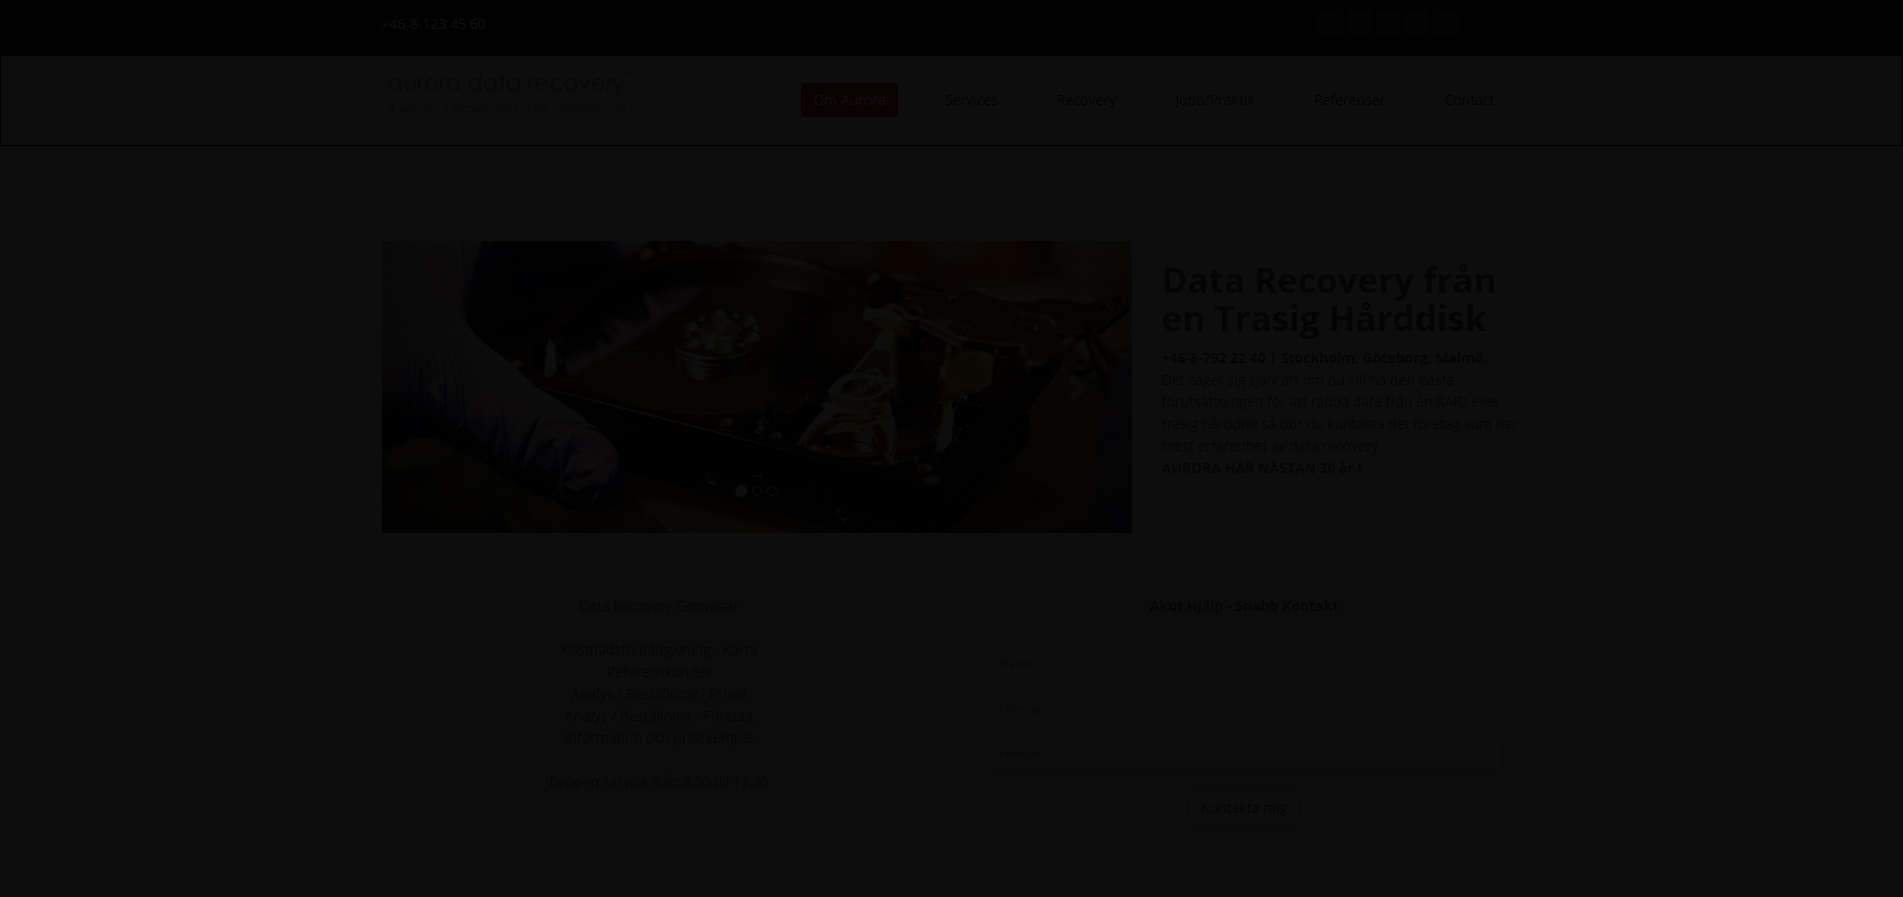 +46-8-123 45 60
aurora data recovery
Om Aurora
Services
Recovery
Jobb/Praktik
Referenser
Contact
Data Recovery från
en Trasig Hårddisk
+46-8-792 22 40 | Stockholm, Göteborg, Malmö.
Det säger sig själv att om du vill ha den bästa
förutsättningen för att rädda data från en RAID eller
trasig hårddisk så bör du kontakta det företag som har
mest erfarenhet av data recovery.
AURORA HAR NÄSTAN 30 år !
Data Recovery Genvägar
Kostnadsfri Rådgivning - Karta
Referenskunder
Analys / Beställning - Privat
Analys / Beställning - Företag
Information och prisexempel
Drop-in service från 8.30 till 17.30
Akut Hjälp - Snabb Kontakt
Namn
Företag
Telefon
Kontakta mig